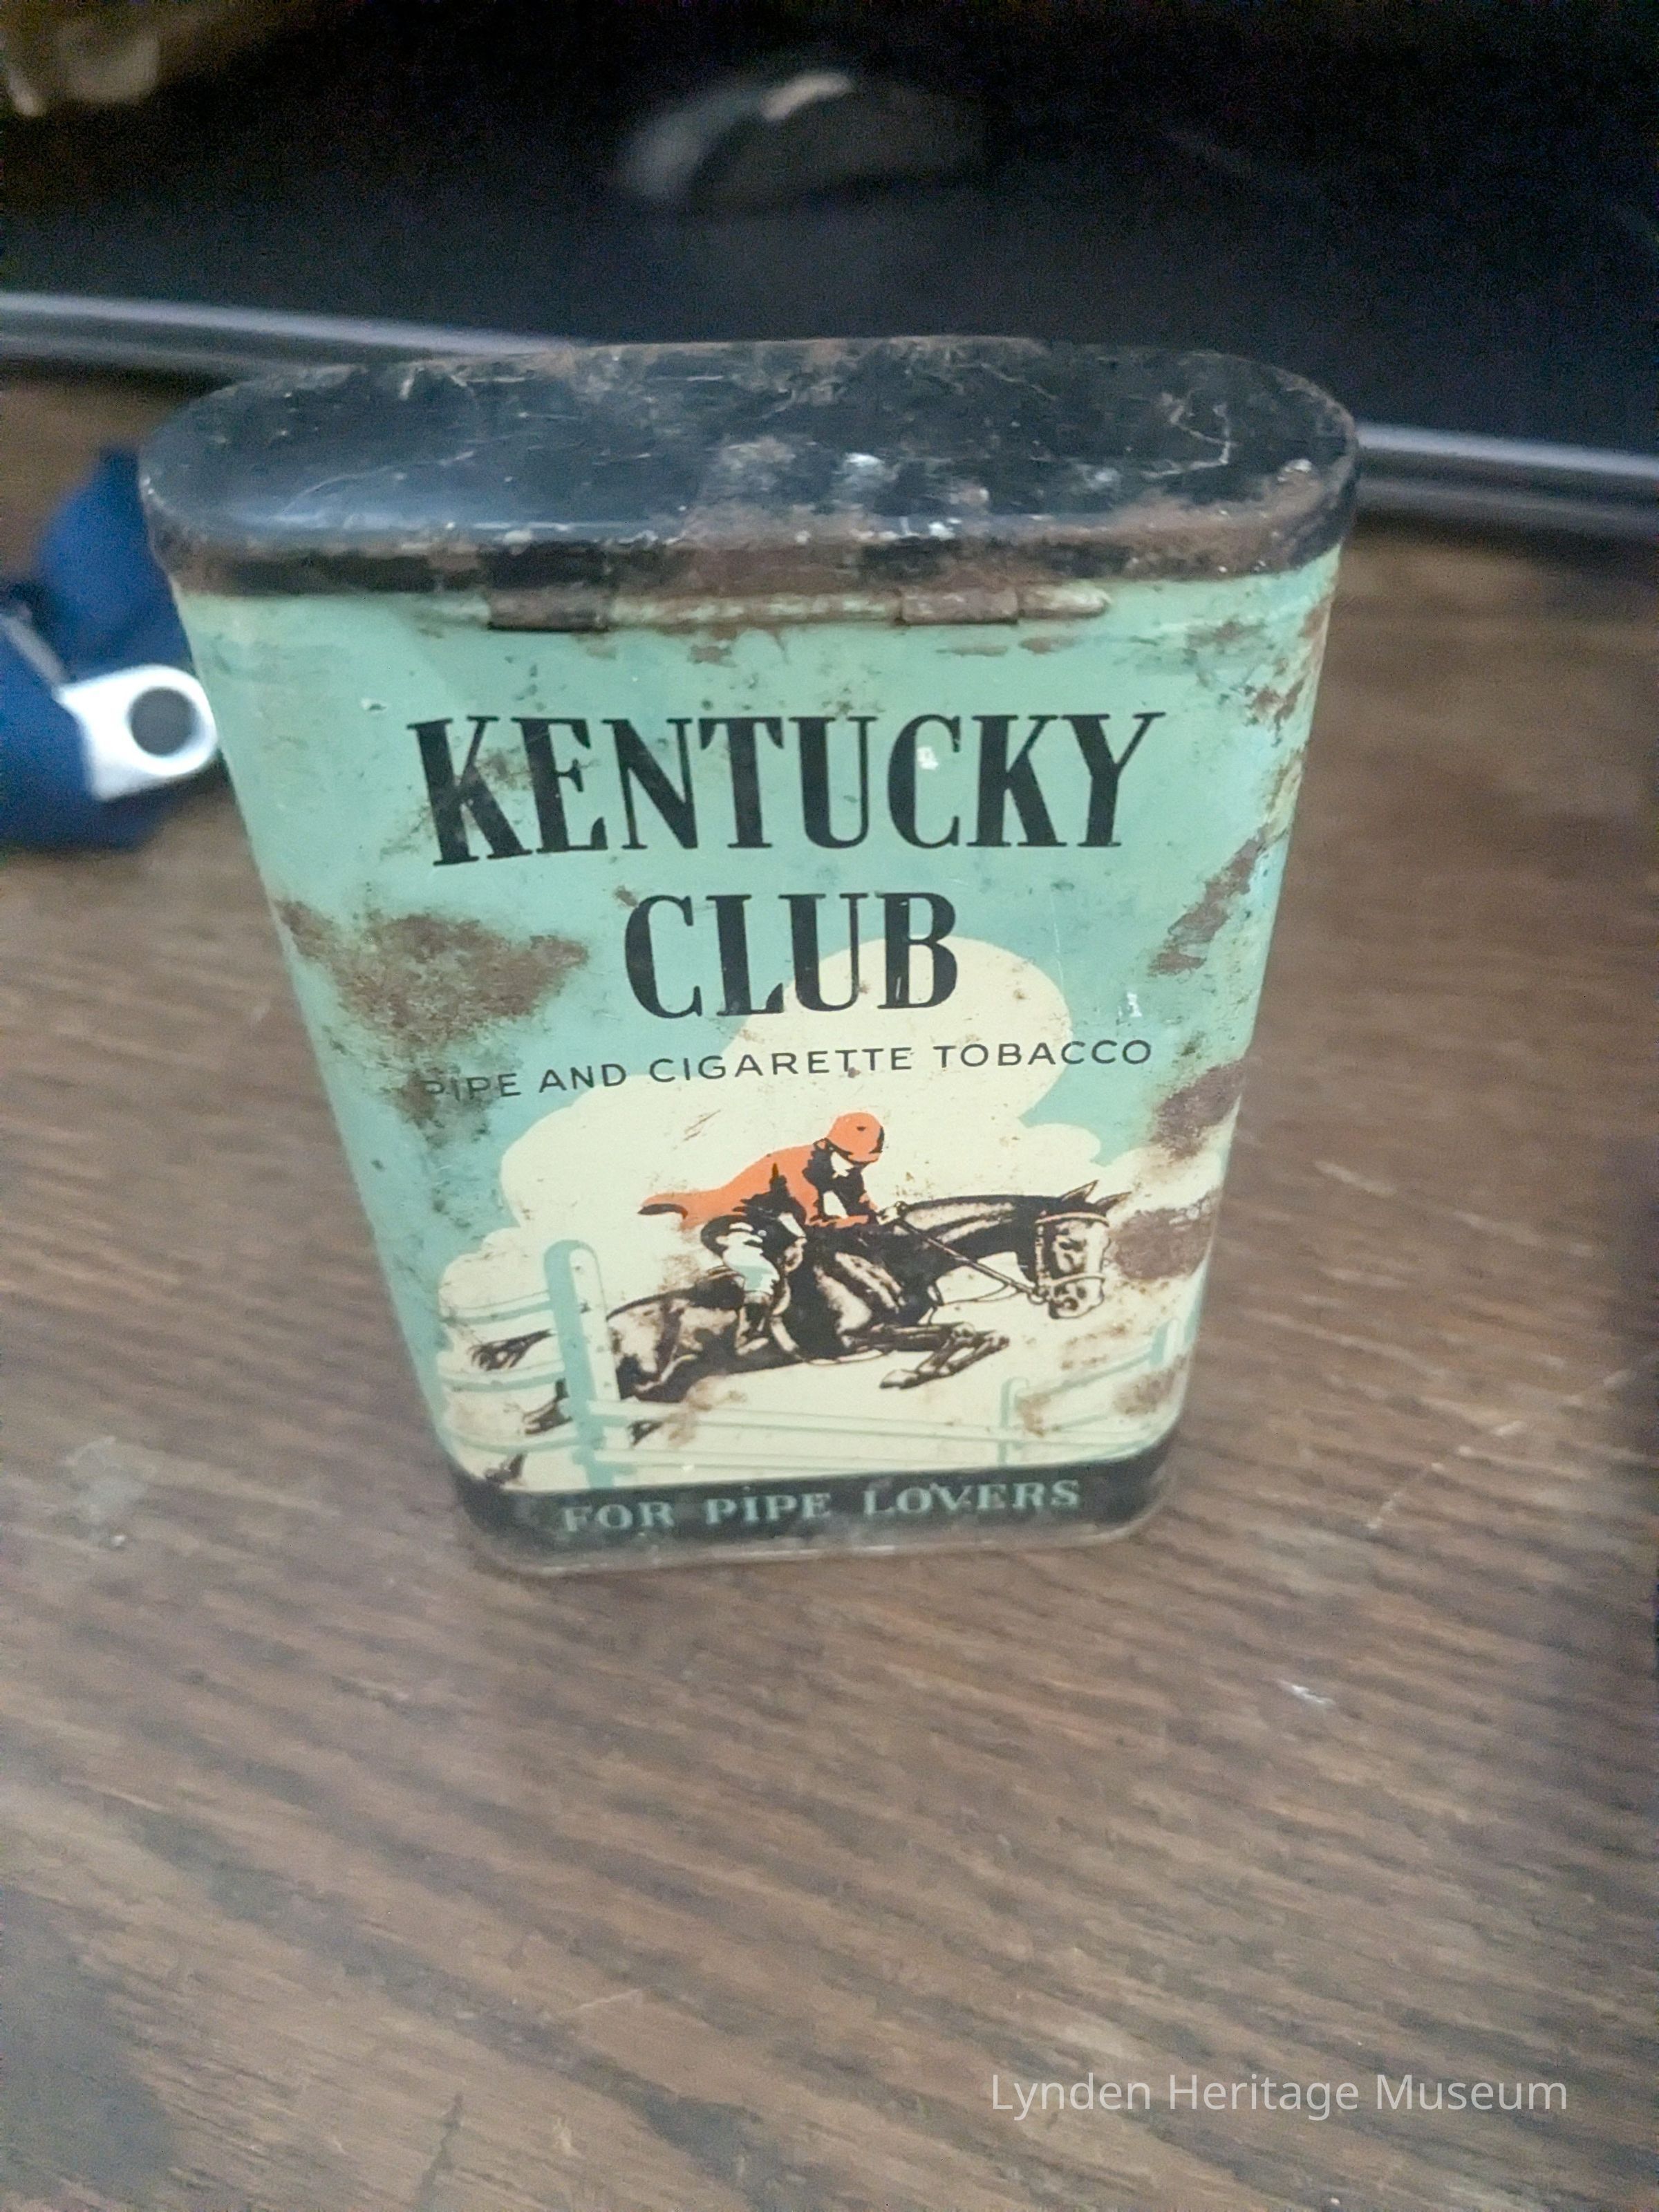 KENTUCKY
CLUB
PIPE AND CIGARETTE TOBACCO
FOR PIPE LOVERS
Lynden Heritage Museum